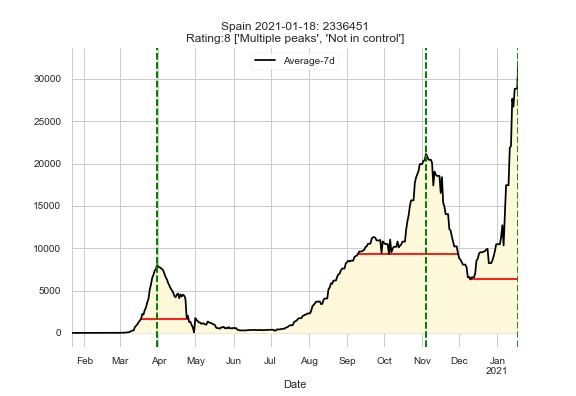 Spain 2021-01-18: 2336451
Rating:8 ['Multiple peaks', 'Not in control']
Average-7d
30000
25000
20000
15000
10000
5000
0
Feb Mar Apr May Jun Jul Aug Sep Oct Nov Dec Jan
2021
Date